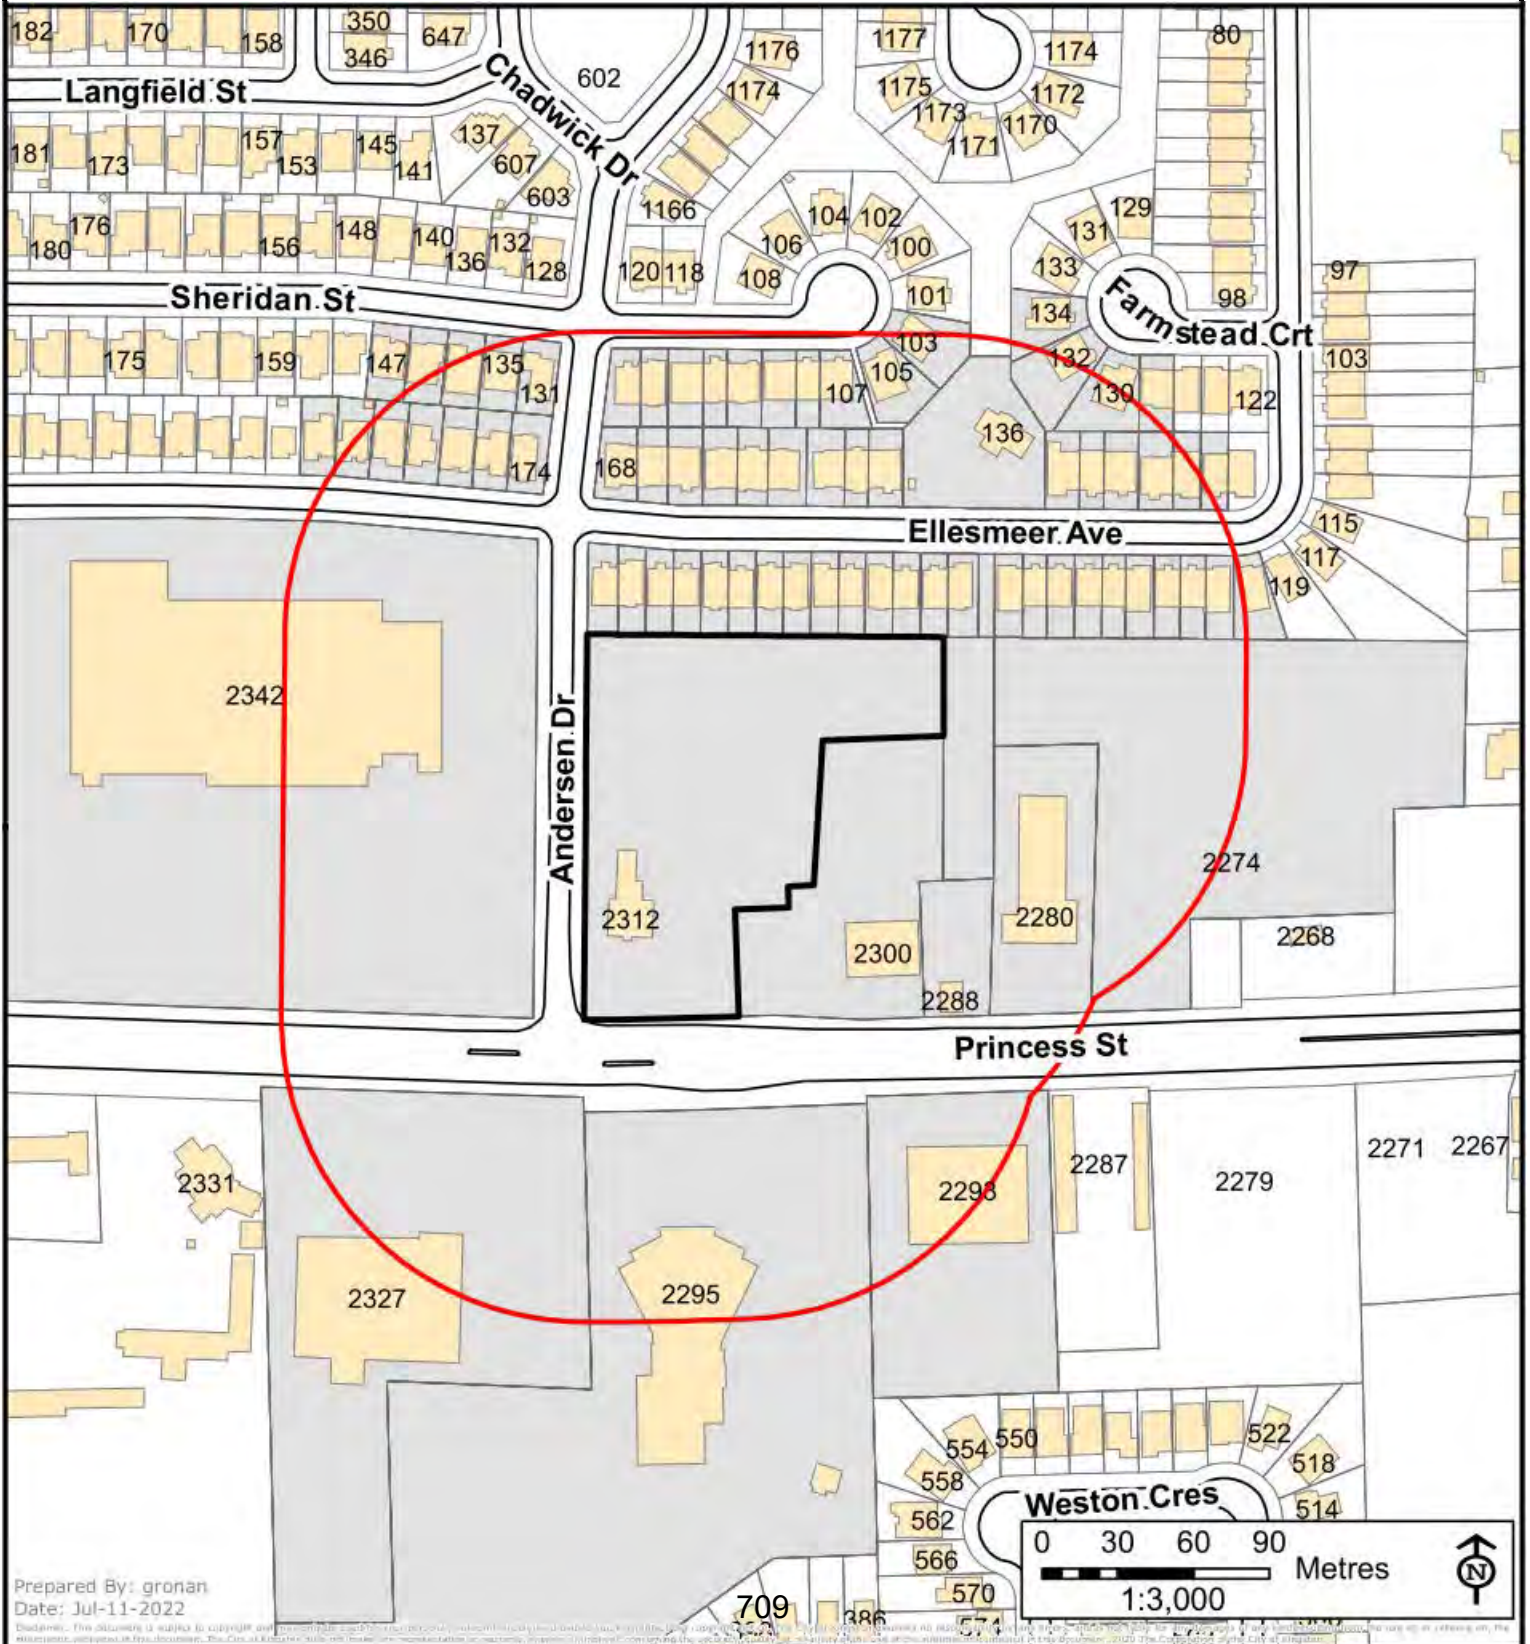 182 170 158 350 647 602 1176 1177 1174 80
346
Langfield St
Chadwick Dr
1174 1175 1173 1171 1170 1172
181 173 157 153 145 141 137 607 603
1166
104 102 129
106 100 131
180 176 156 148 140 136 132 128
120 118 108 101 133 98 97
Sheridan St
134
Farmstead Crt
175 159 147 135 131
107 105 103 132 130 122 103
136
174 168
Ellesmeer Ave
115
117
119
2342
Andersen Dr
2312
2300
2288
2280
2274
2268
Princess St
2331
2327
2295
2293
2287
2279
2271 2267
554 550 522
558 518
Weston Cres
562 514
566
570
574
386
0 30 60 90
Metres
1:3,000
N
Prepared By: gronan
Date: Jul-11-2022
709